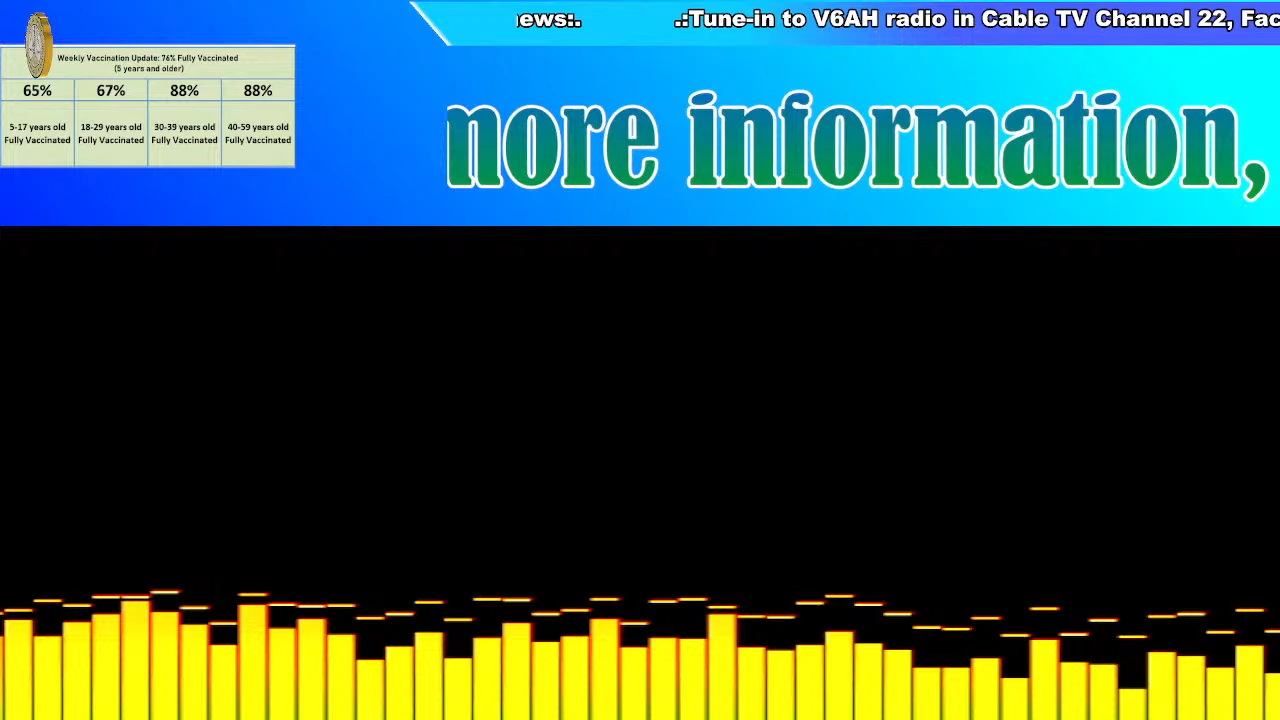 ews:. .:Tune-in to V6AH radio in Cable TV Channel 22, Fac
Weekly Vaccination Update: 76% Fully Vaccinated
(5 years and older)
65% 67% 88% 88%
5-17 years old 18-29 years old 30-39 years old 40-59 years old
Fully Vaccinated Fully Vaccinated Fully Vaccinated Fully Vaccinated
more information,